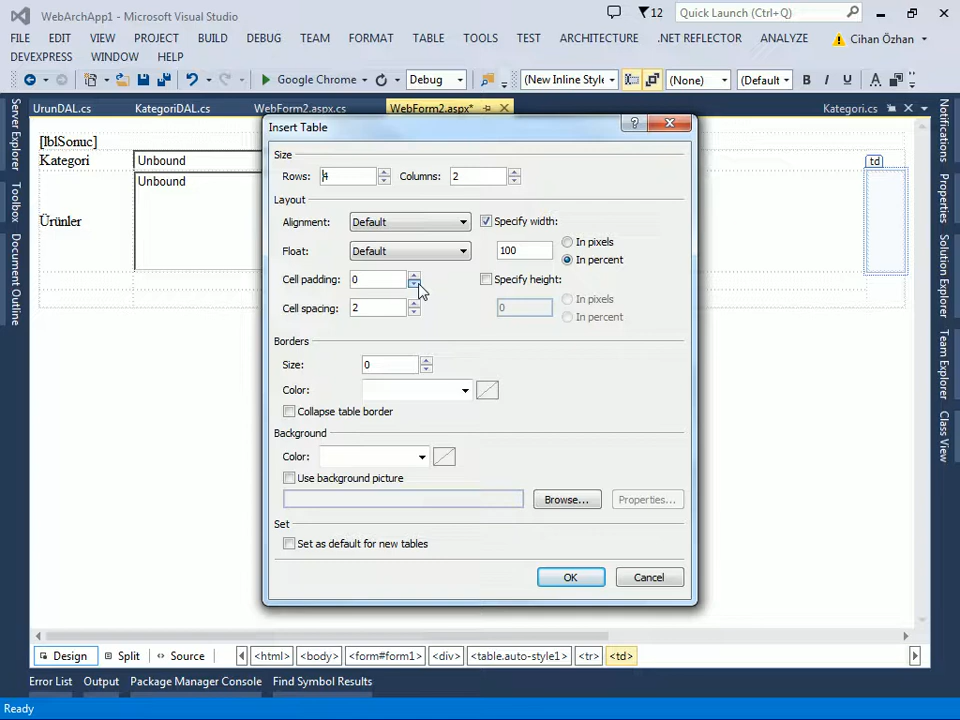 WebArchApp1 - Microsoft Visual Studio
12
Quick Launch (Ctrl+Q)
FILE EDIT VIEW PROJECT BUILD DEBUG TEAM FORMAT TABLE TOOLS TEST ARCHITECTURE .NET REFLECTOR ANALYZE
Cihan Özhan
DEVEXPRESS WINDOW HELP
Google Chrome Debug (New Inline Style, (None) (Default B I U A
UrunDAL.cs KategoriDAL.cs WebForm2.aspx.cs WebForm2.aspx* Kategori.cs
Server Explorer
Toolbox
Document Outline
[lblSonuc]
Kategori Unbound
Unbound
Ürünler
td
Insert Table
?
Size
Rows: 4 Columns: 2
Layout
Alignment: Default Specify width:
Float: Default 100 In pixels
In percent
Cell padding: 0 Specify height:
Cell spacing: 2 0 In pixels
In percent
Borders
Size: 0
Color:
Collapse table border
Background
Color:
Use background picture
Browse... Properties...
Set
Set as default for new tables
OK Cancel
Notifications
Properties
Solution Explorer
Team Explorer
Class View
Design Split Source <html> <body> <form#form1> <div> <table.auto-style1> <tr> <td>
Error List Output Package Manager Console Find Symbol Results
Ready